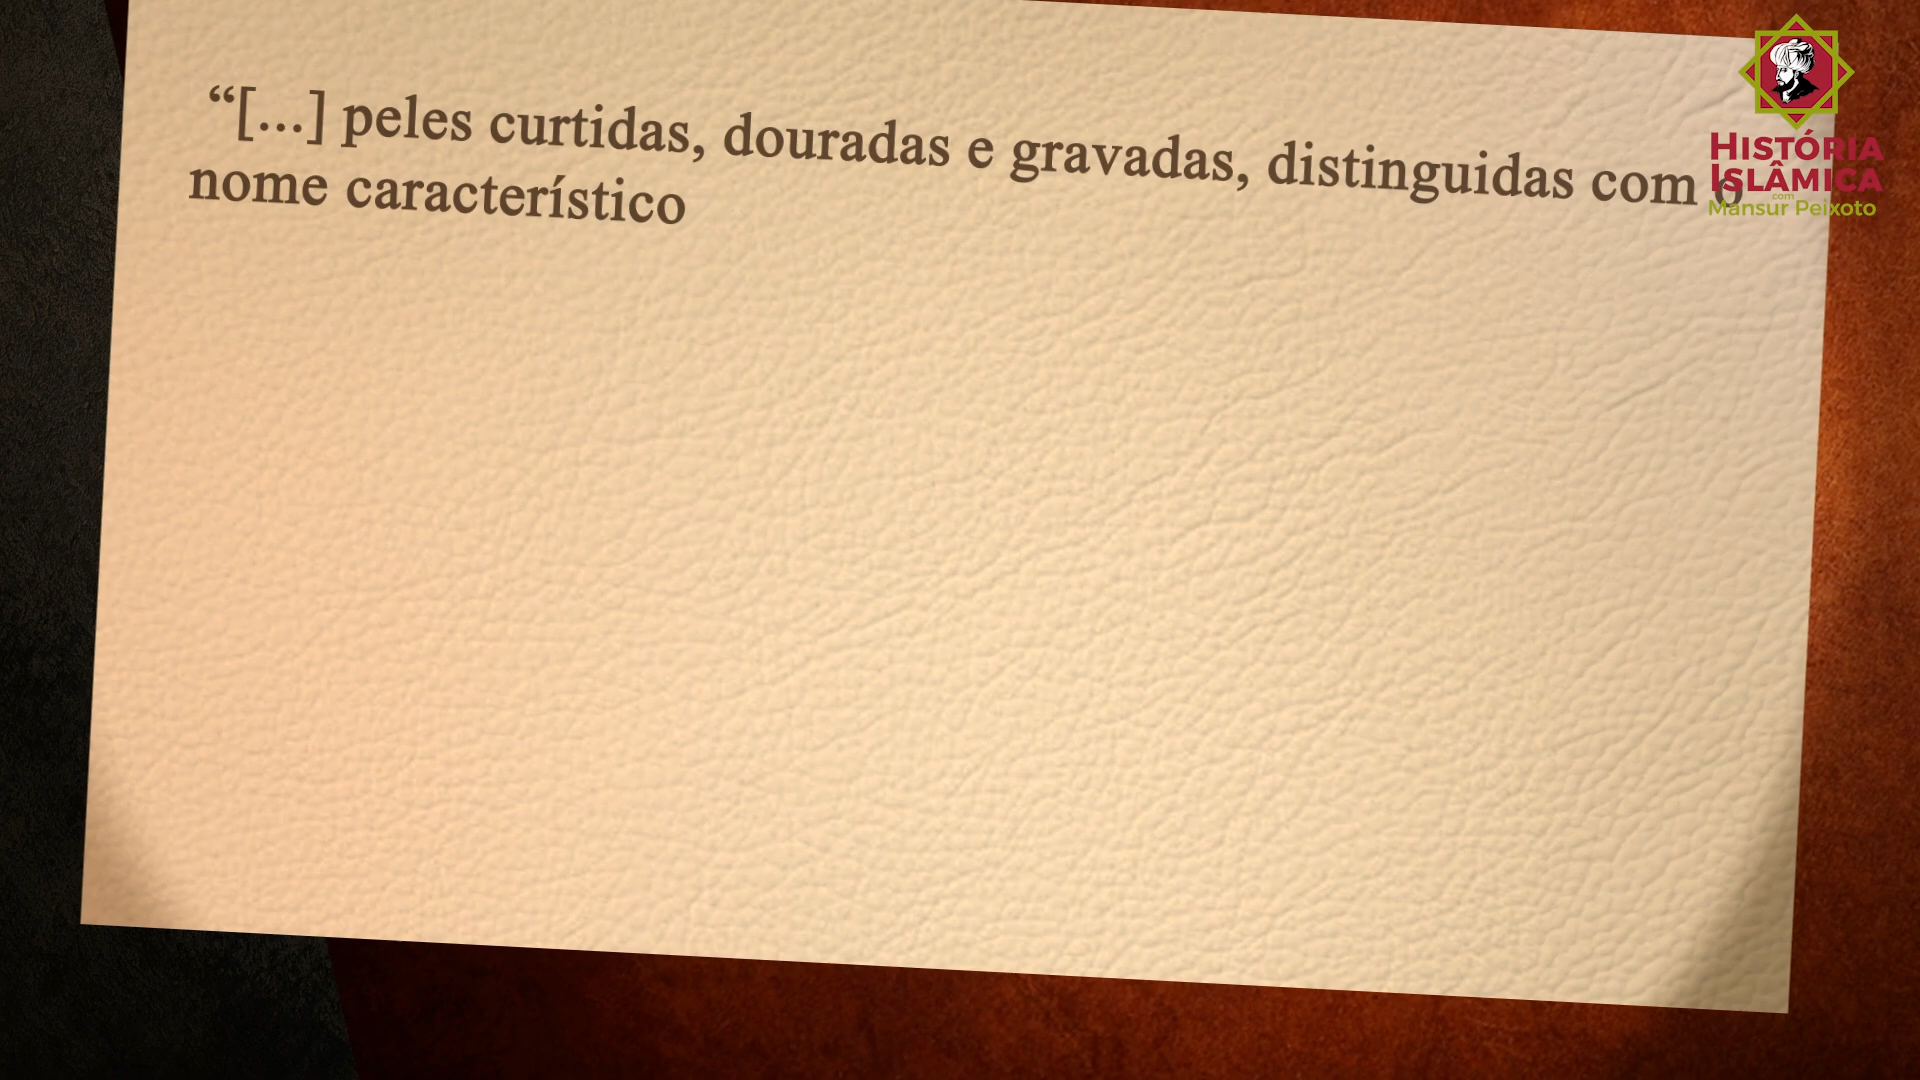 “[...] peles curtidas, douradas e gravadas, distinguidas com o
nome característico
HISTÓRIA
ISLÂMICA
com
Mansur Peixoto